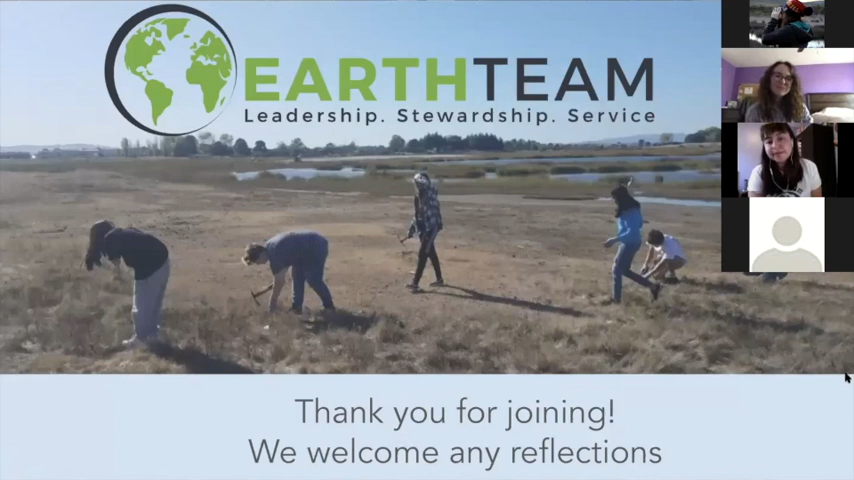 EARTHTEAM
Leadership. Stewardship. Service
Thank you for joining!
We welcome any reflections